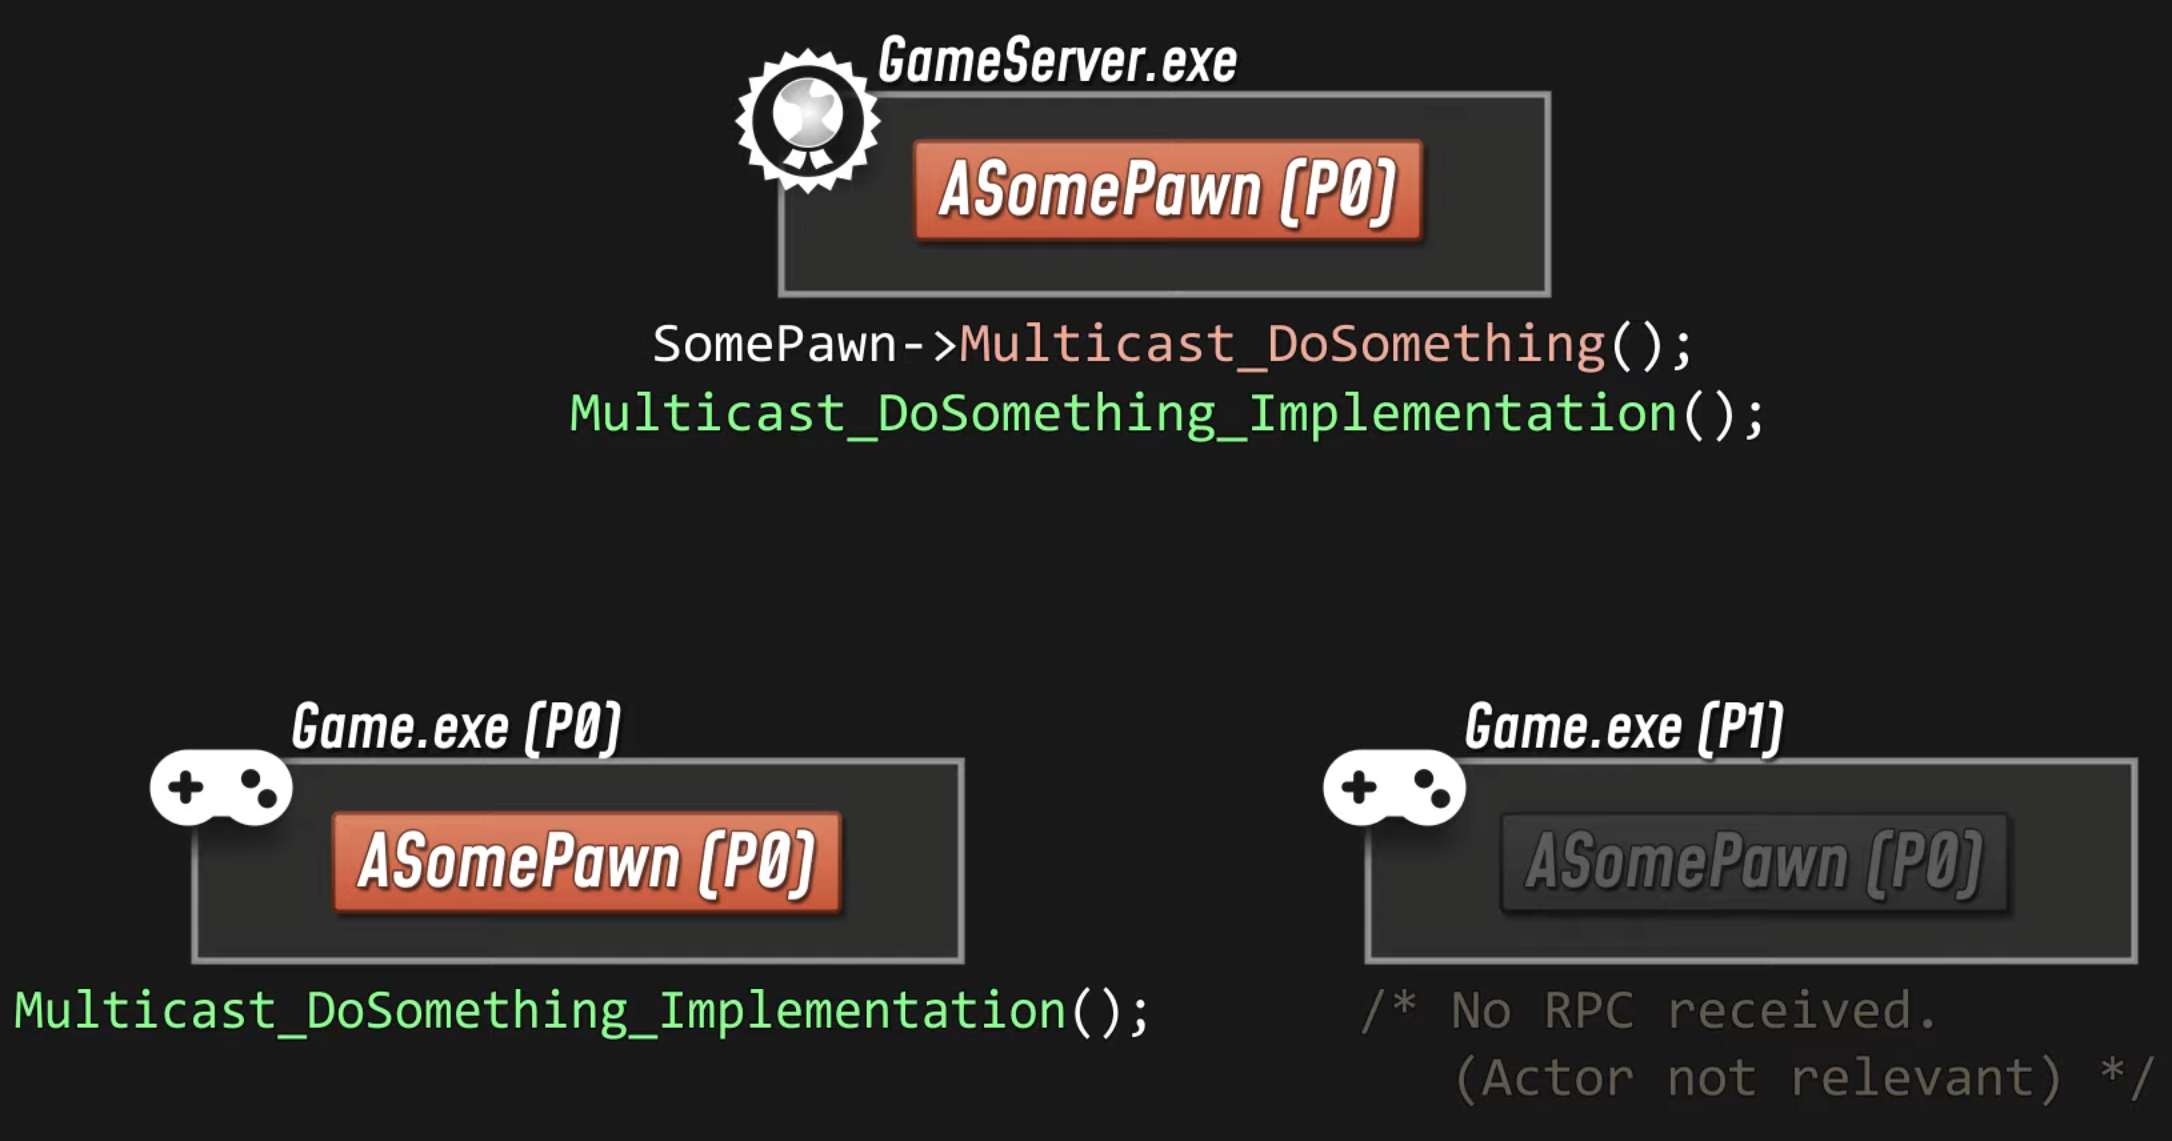 GameServer.exe
ASomePawn (P0)
SomePawn->Multicast_DoSomething();
Multicast_DoSomething_Implementation();
Game.exe (P0)
ASomePawn (P0)
Multicast_DoSomething_Implementation();
Game.exe (P1)
ASomePawn (P0)
/* No RPC received.
(Actor not relevant) */